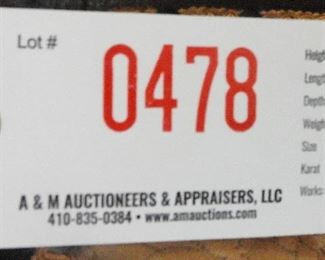 Lot #
0478
A & M AUCTIONEERS & APPRAISERS, LLC
410-835-0384 • www.amauctions.com
Heigh
Lengt
Depth
Weigh
Size
Karat
Works: